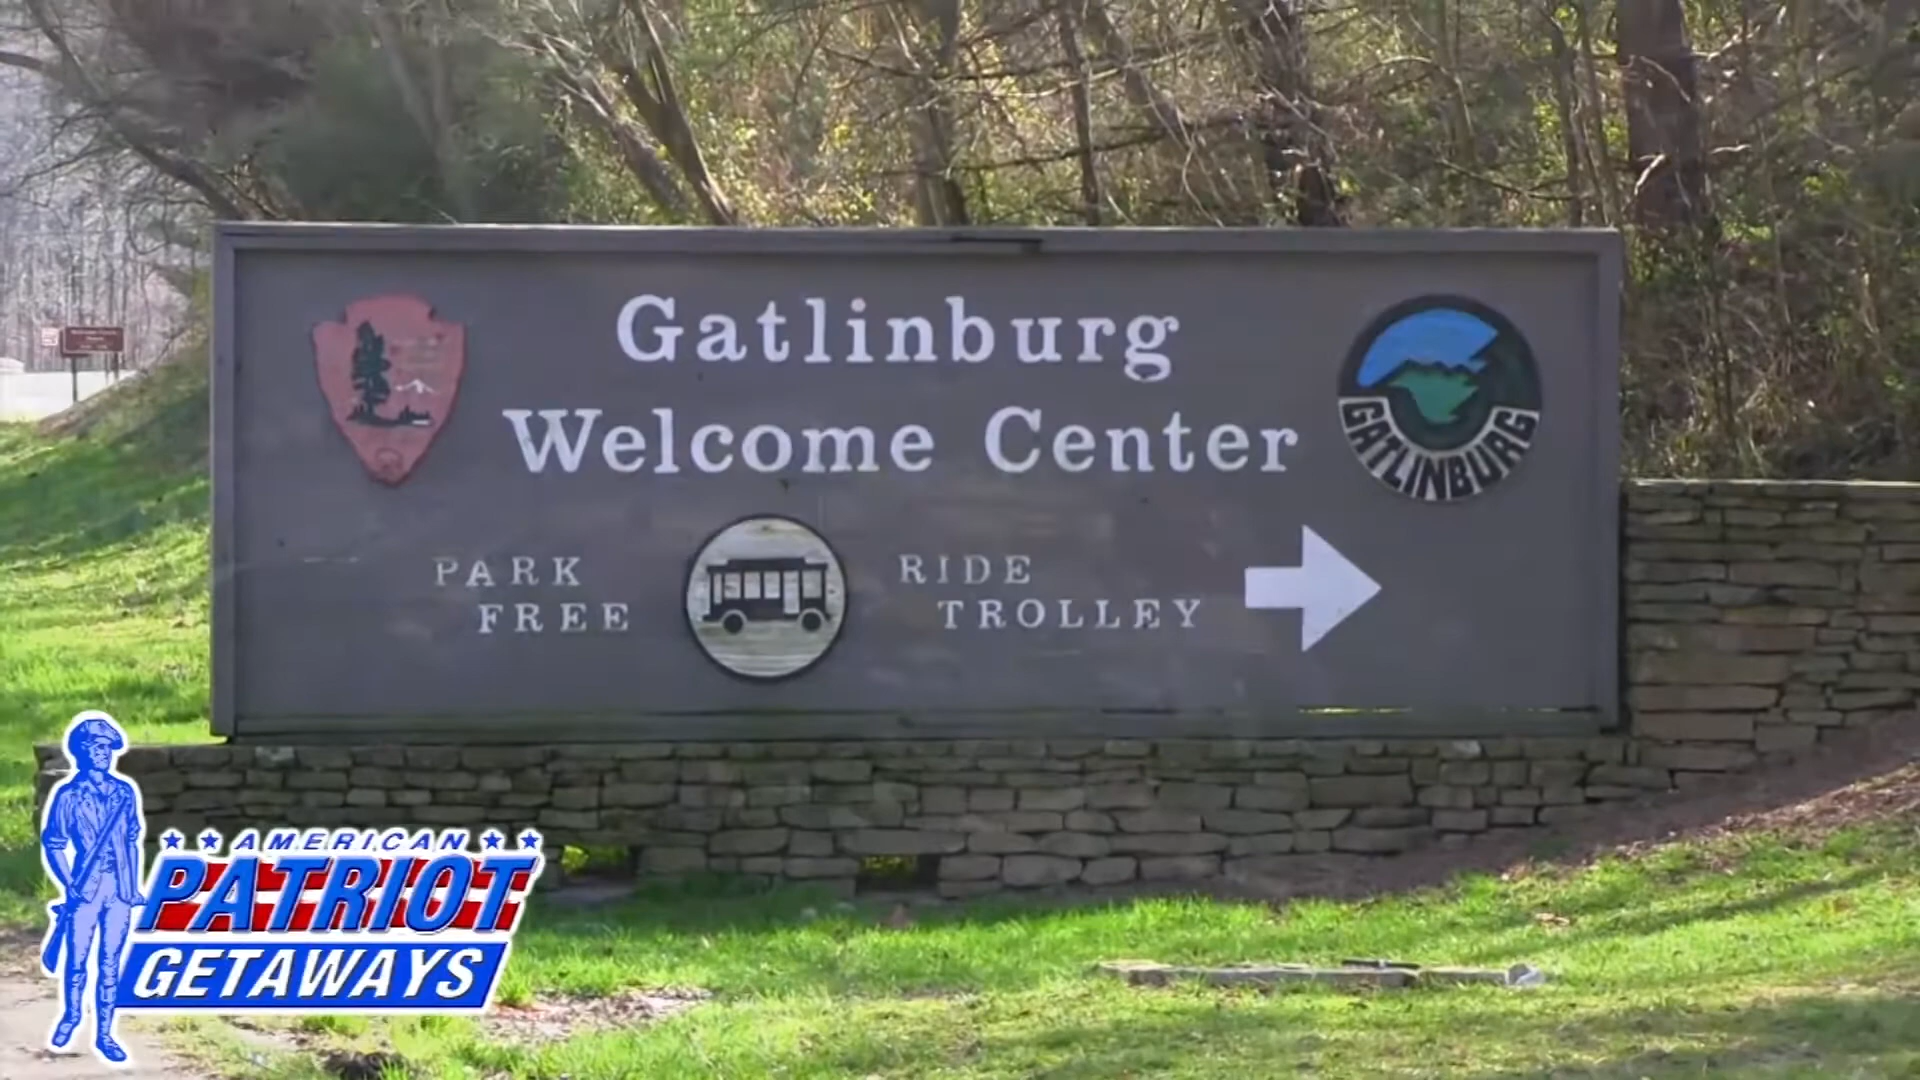 Gatlinburg
Welcome Center
GATLINBURG
PARK
FREE
RIDE
TROLLEY
AMERICAN
PATRIOT
GETAWAYS